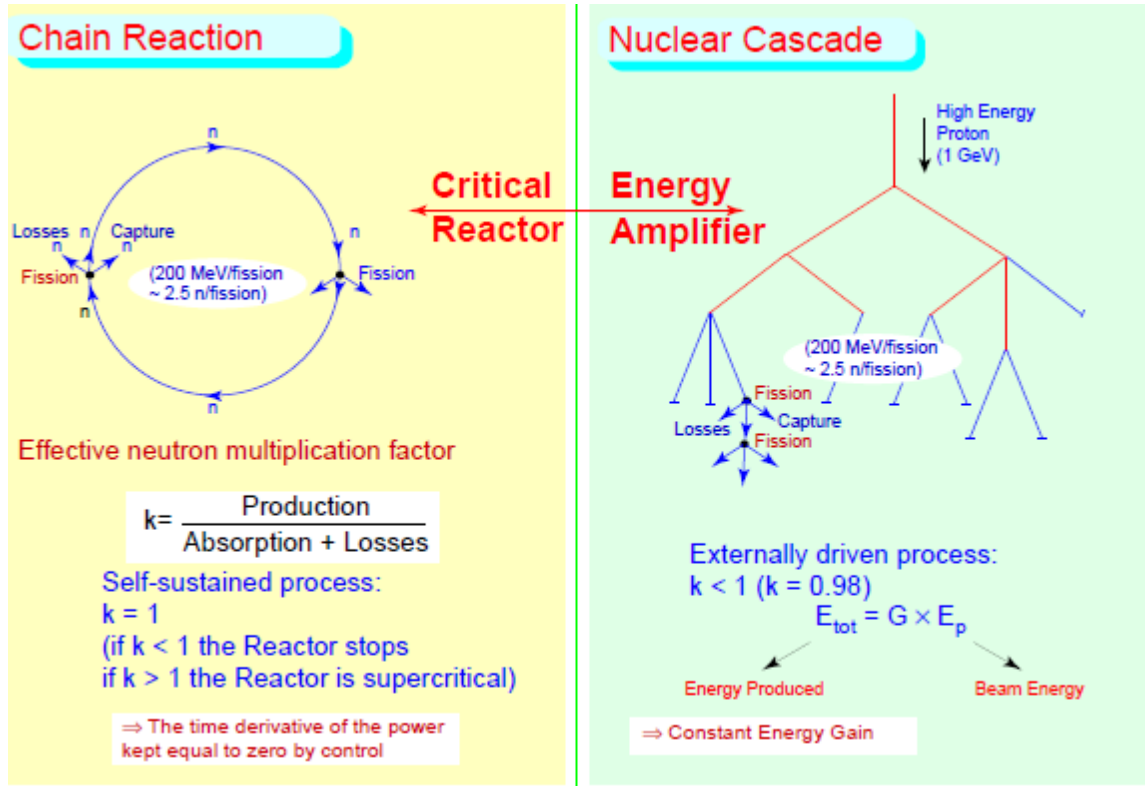 Chain Reaction
n
n
Losses n Capture
n n
Fission
(200 MeV/fission
~ 2.5 n/fission)
Fission
n
n
Effective neutron multiplication factor
k= Production
Absorption + Losses
Self-sustained process:
k = 1
(if k < 1 the Reactor stops
if k > 1 the Reactor is supercritical)
⇒ The time derivative of the power
kept equal to zero by control
Critical
Reactor
Energy
Amplifier
Nuclear Cascade
High Energy
Proton
(1 GeV)
(200 MeV/fission
~ 2.5 n/fission)
Fission
Losses Capture
Fission
Externally driven process:
k < 1 (k = 0.98)
Etot = G × Ep
Energy Produced
Beam Energy
⇒ Constant Energy Gain